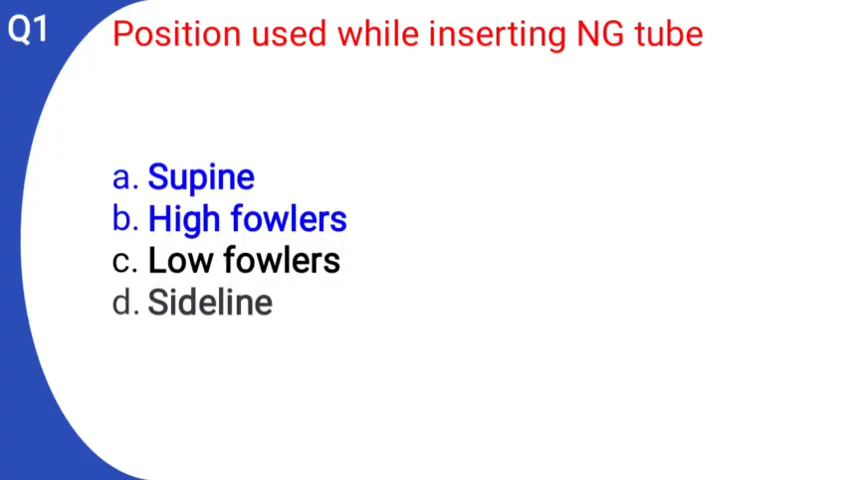 Q1
Position used while inserting NG tube
a. Supine
b. High fowlers
c. Low fowlers
d. Sideline